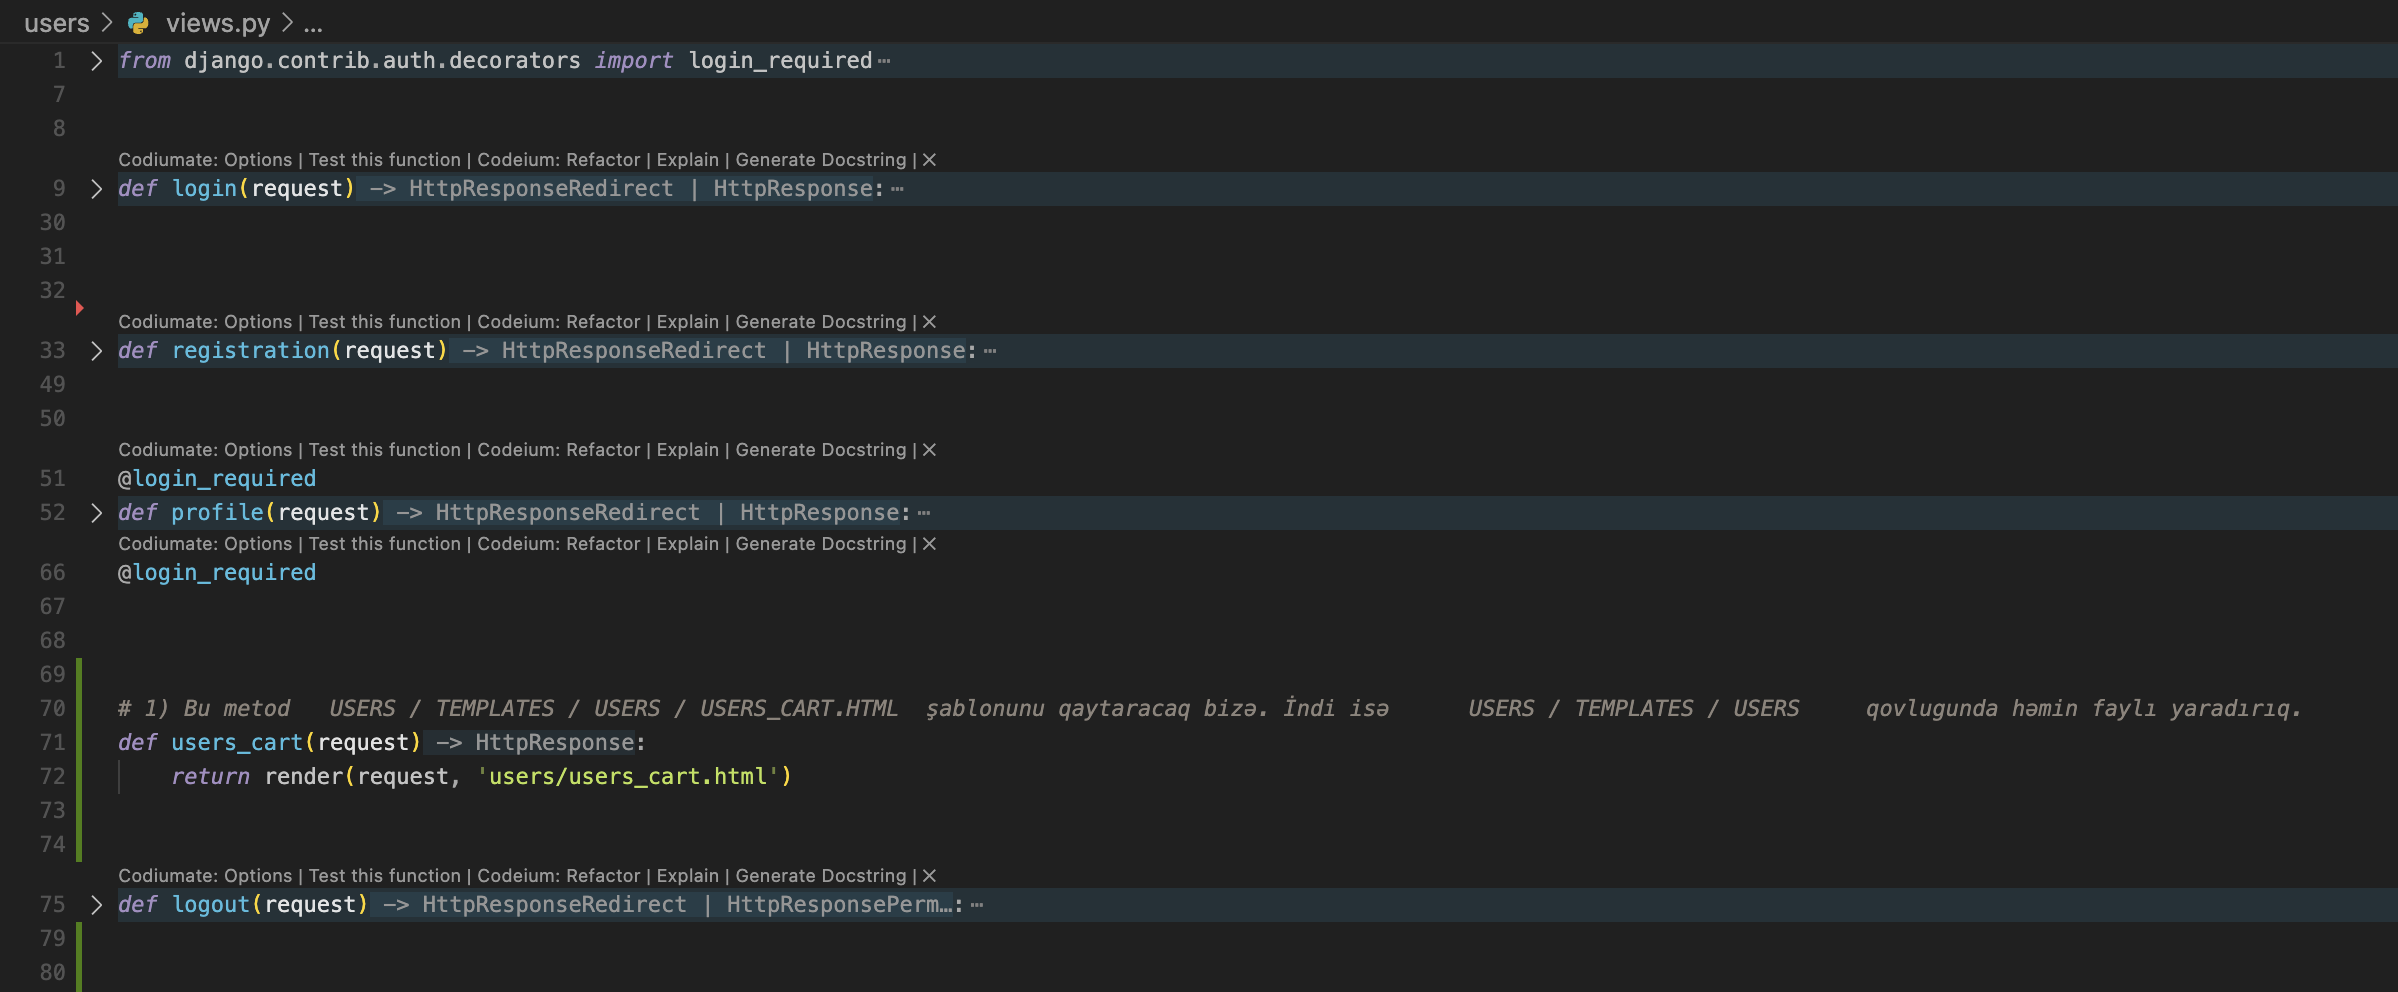 users > views.py > ...
1 > from django.contrib.auth.decorators import login_required ⋯
7
8
Codiumate: Options | Test this function | Codeium: Refactor | Explain | Generate Docstring | ✕
9 > def login(request) -> HttpResponseRedirect | HttpResponse: ⋯
30
31
32
Codiumate: Options | Test this function | Codeium: Refactor | Explain | Generate Docstring | ✕
33 > def registration(request) -> HttpResponseRedirect | HttpResponse: ⋯
49
50
Codiumate: Options | Test this function | Codeium: Refactor | Explain | Generate Docstring | ✕
51 @login_required
52 > def profile(request) -> HttpResponseRedirect | HttpResponse: ⋯
Codiumate: Options | Test this function | Codeium: Refactor | Explain | Generate Docstring | ✕
66 @login_required
67
68
69
70 # 1) Bu metod   USERS / TEMPLATES / USERS / USERS_CART.HTML  şablonunu qaytaracaq bizə. İndi isə      USERS / TEMPLATES / USERS     qovlugunda həmin faylı yaradırıq.
71 def users_cart(request) -> HttpResponse:
72     return render(request, 'users/users_cart.html')
73
74
Codiumate: Options | Test this function | Codeium: Refactor | Explain | Generate Docstring | ✕
75 > def logout(request) -> HttpResponseRedirect | HttpResponsePerm…: ⋯
79
80